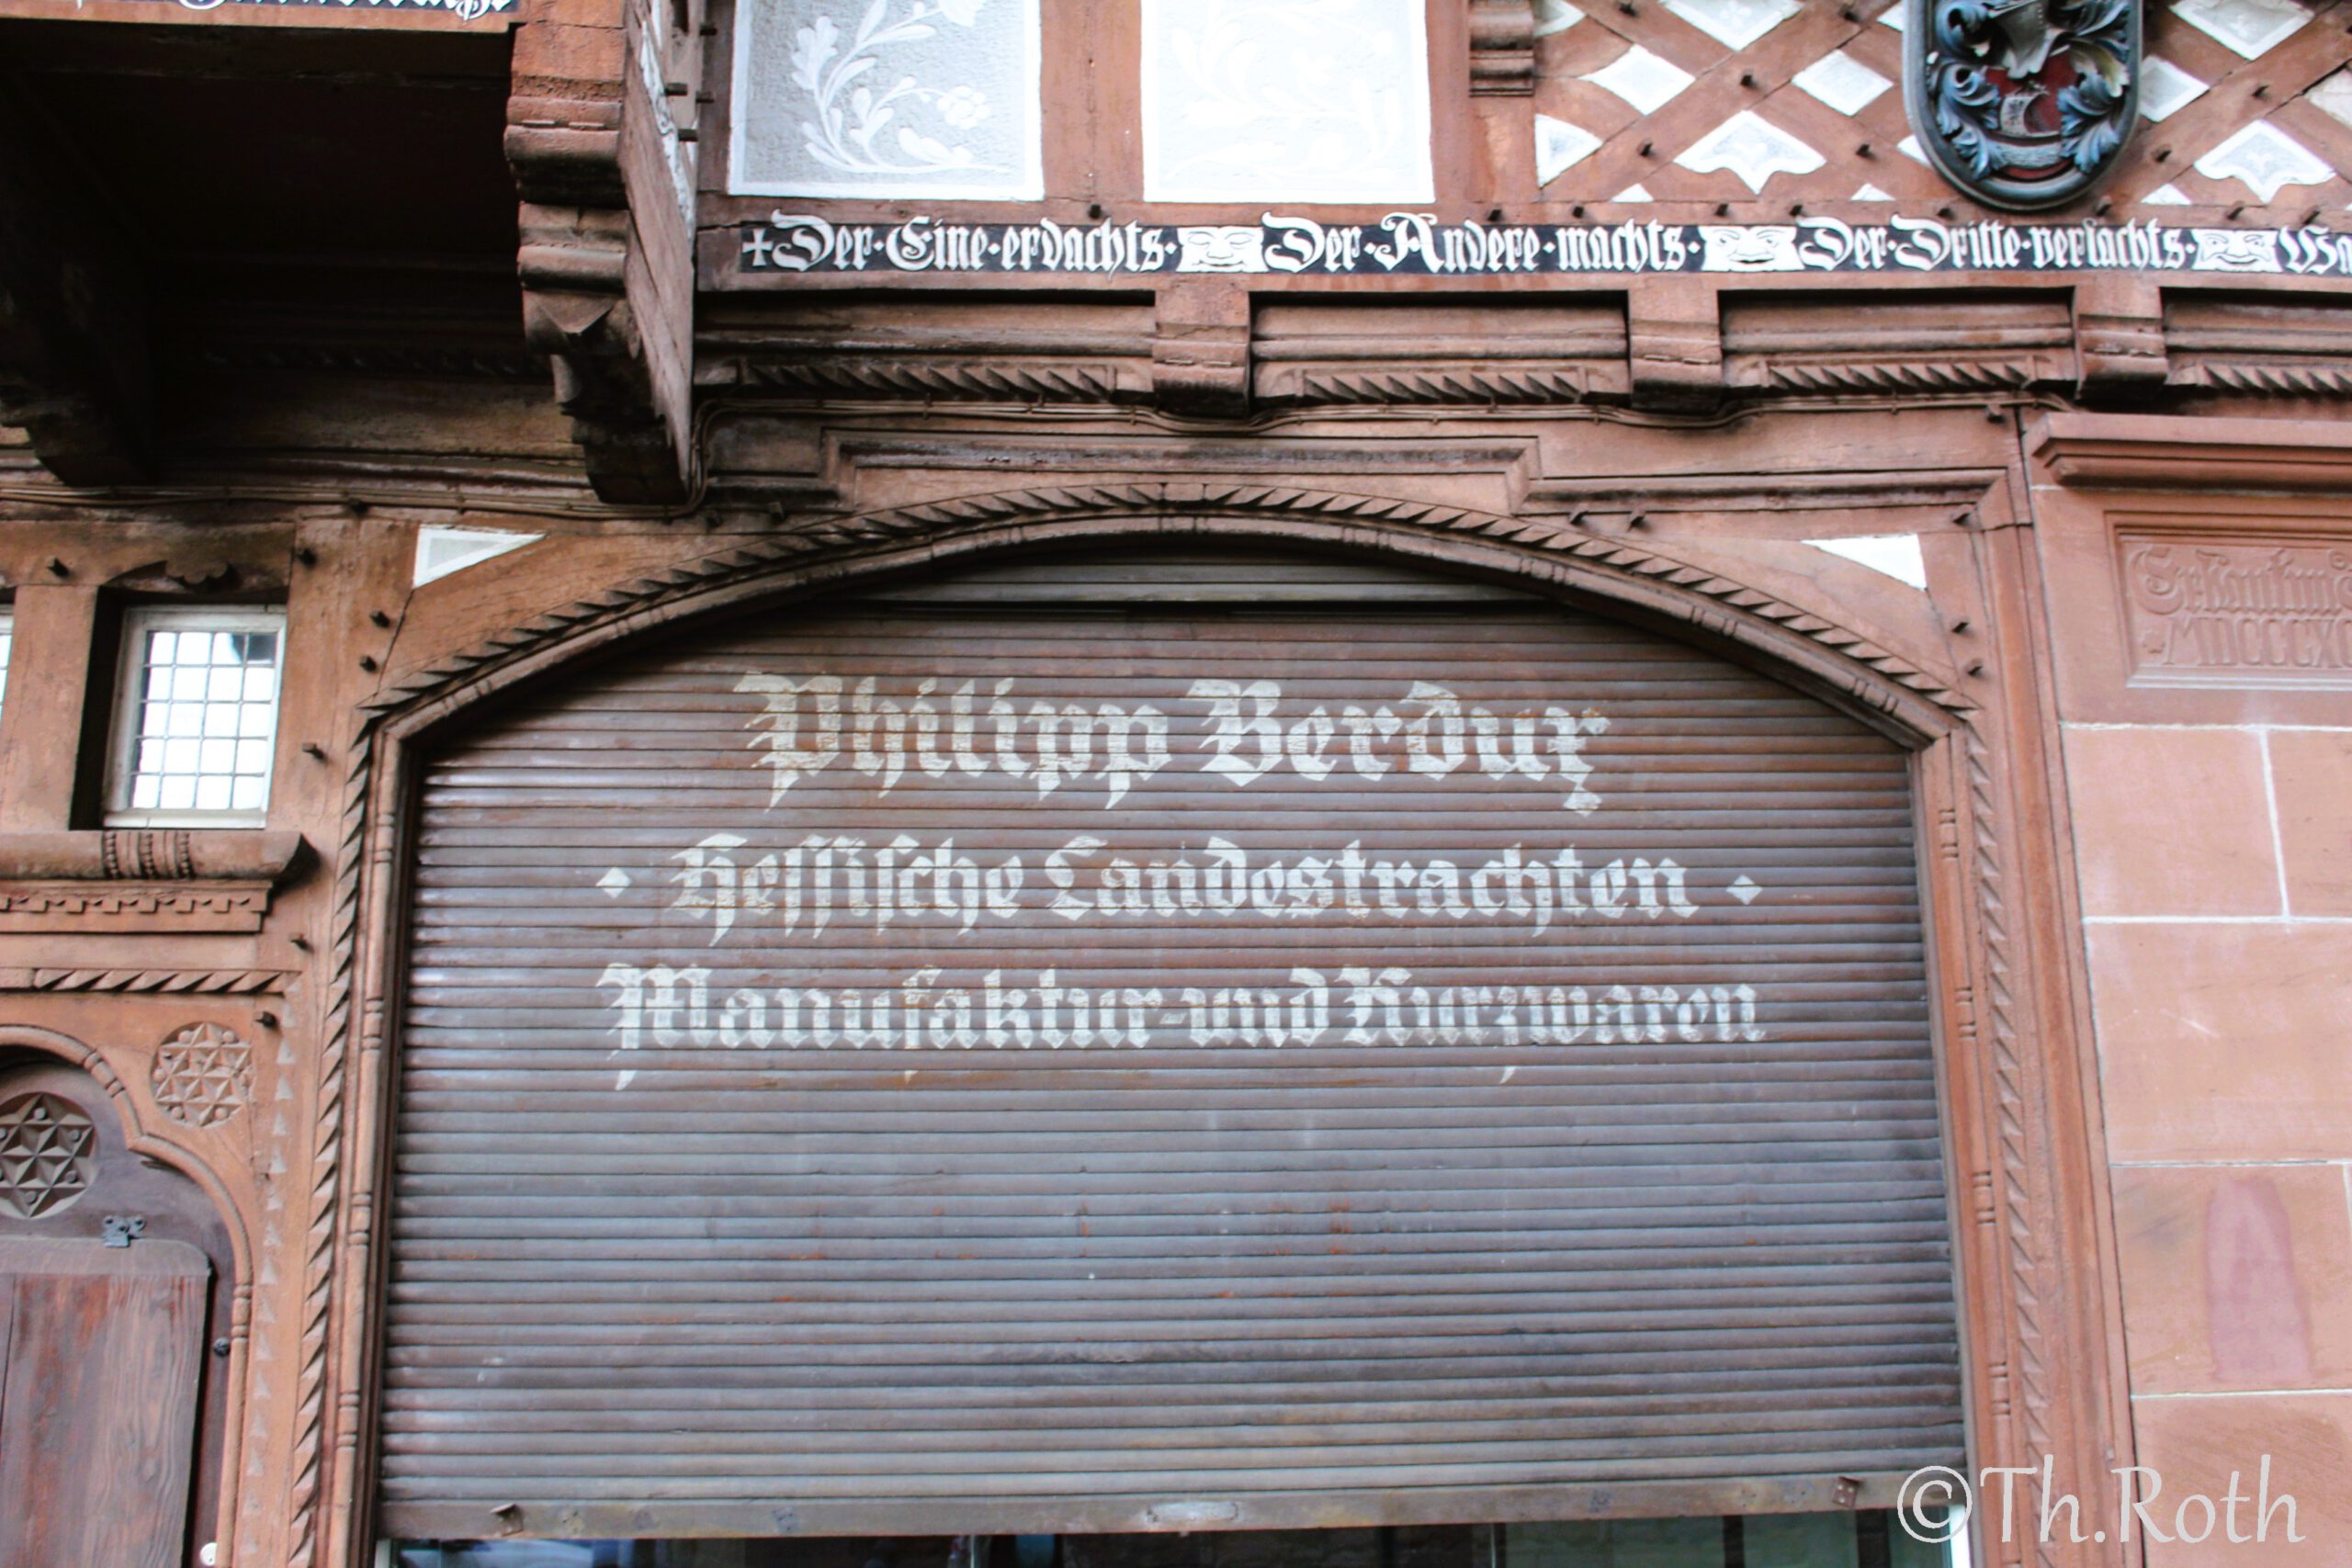 +Der·Eine·erdachts· Der·Andere·machts· Der·Dritte·verlachts·
Philipp Berdux
⬥ Hessische Landestrachten ⬥
Manufaktur-und Kurzwaren
©Th.Roth